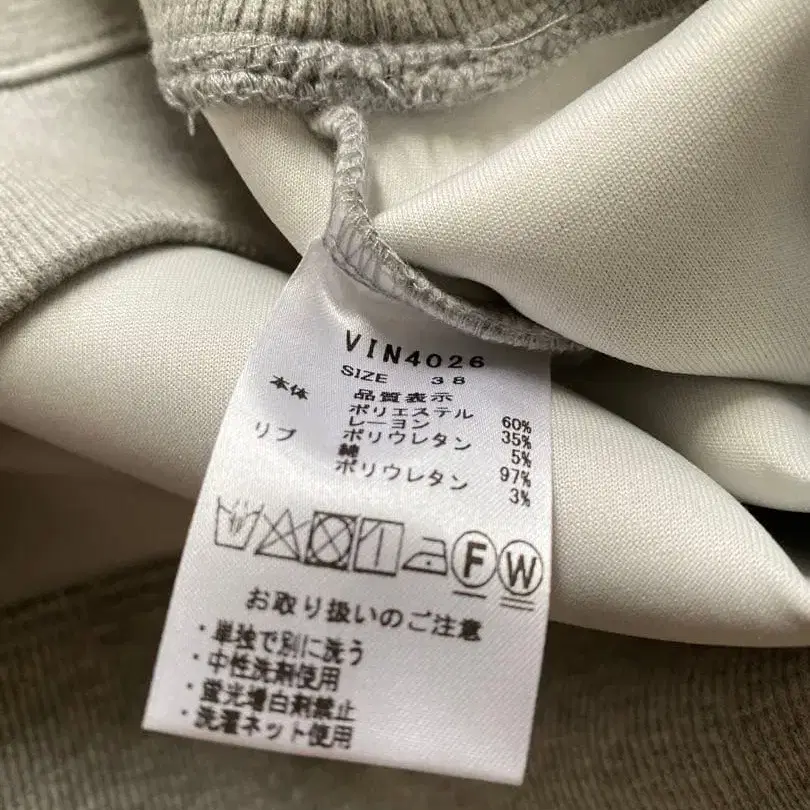 VIN4026
SIZE 38
品質表示
本体 ポリエステル 60%
レーヨン 35%
ポリウレタン 5%
リブ 綿 97%
ポリウレタン 3%
F W
お取り扱いのご注意
・単独で別に洗う
・中性洗剤使用
・蛍光増白剤禁止
・洗濯ネット使用